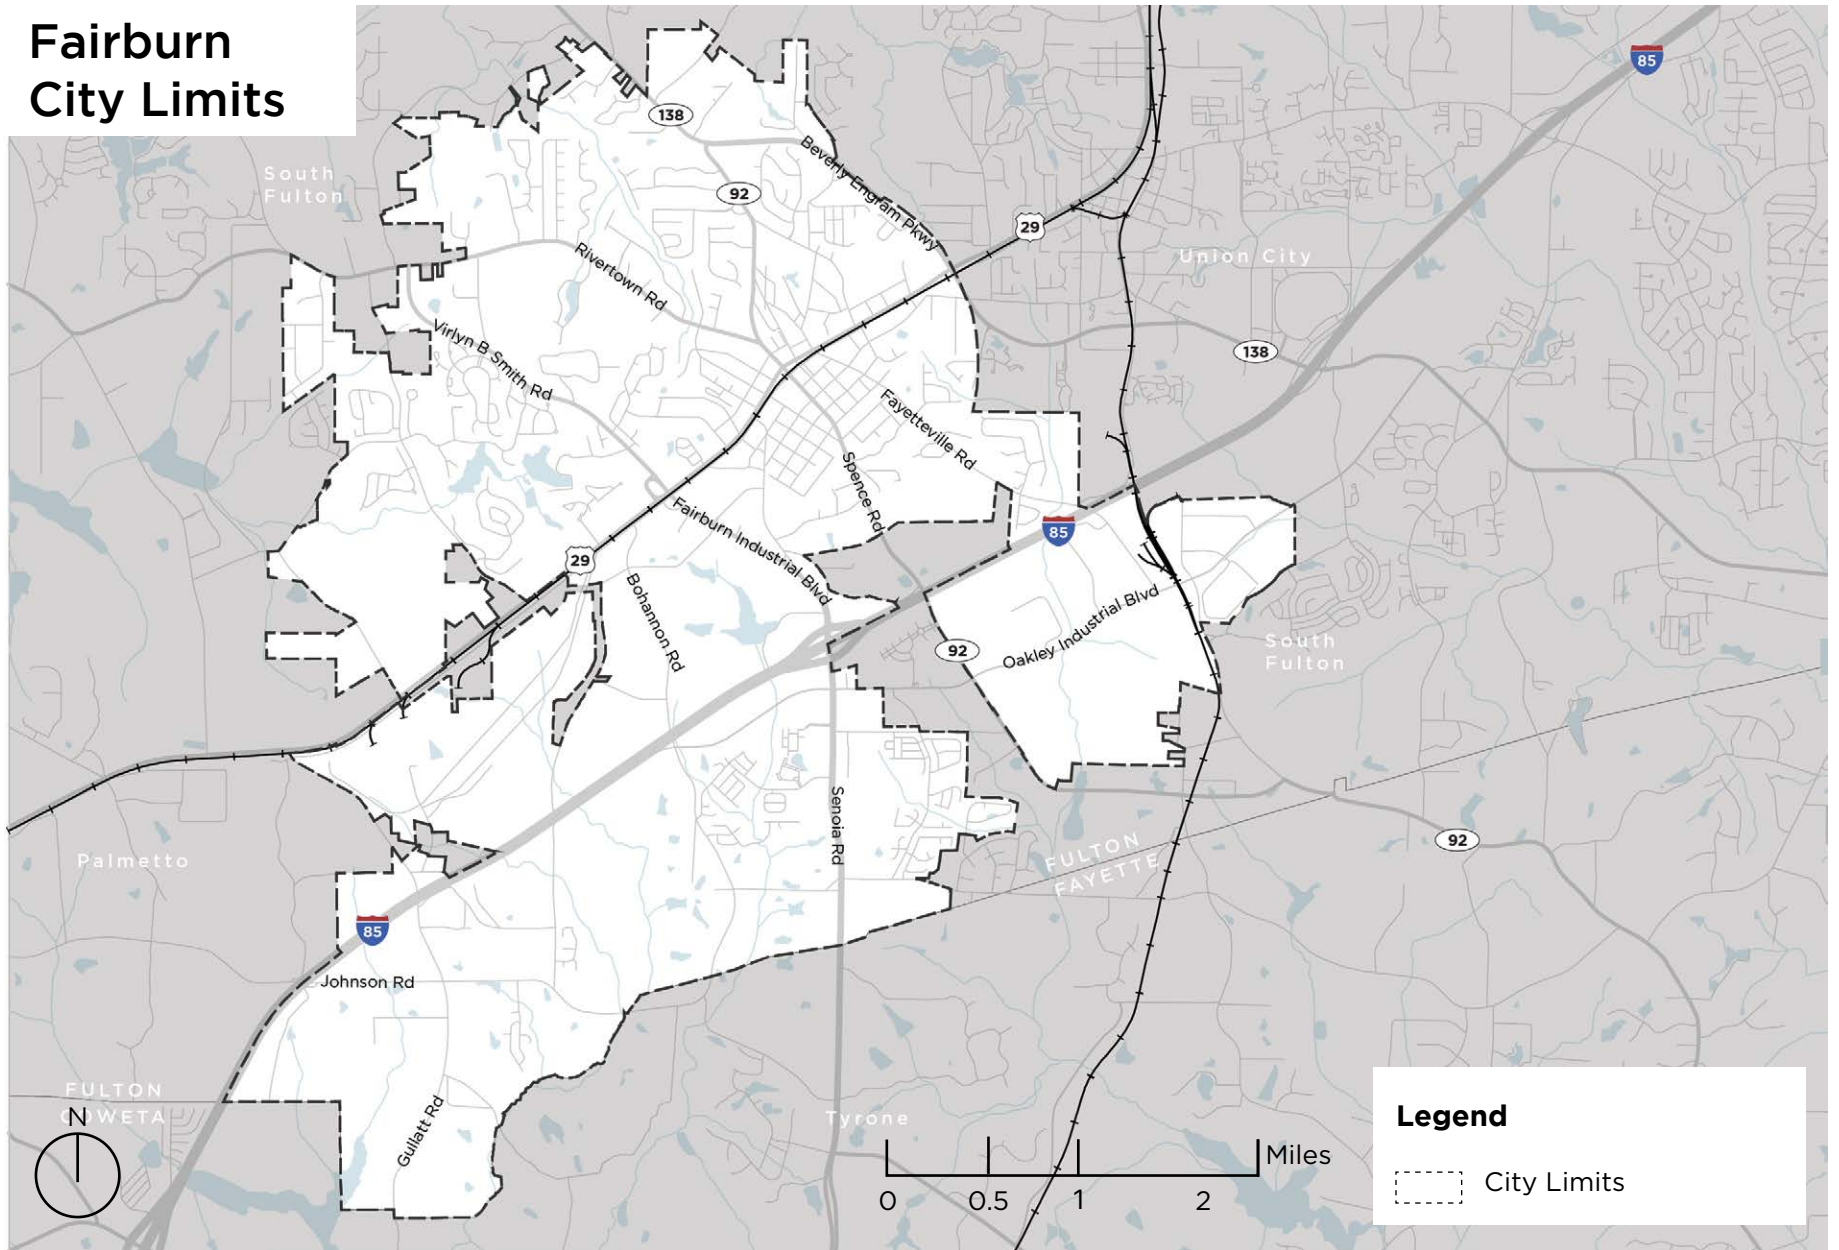 Fairburn
City Limits
85
138
South
Fulton
Beverly Engram Pkwy
92
29
Union City
Rivertown Rd
Virlyn B Smith Rd
138
Fayetteville Rd
Spence Rd
Fairburn Industrial Blvd
85
29
Bohannon Rd
Oakley Industrial Blvd
92
South
Fulton
Senoia Rd
92
Palmetto
FULTON
FAYETTE
85
Johnson Rd
FULTON
COWETA
N
Gullatt Rd
Tyrone
Miles
0 0.5 1 2
Legend
City Limits